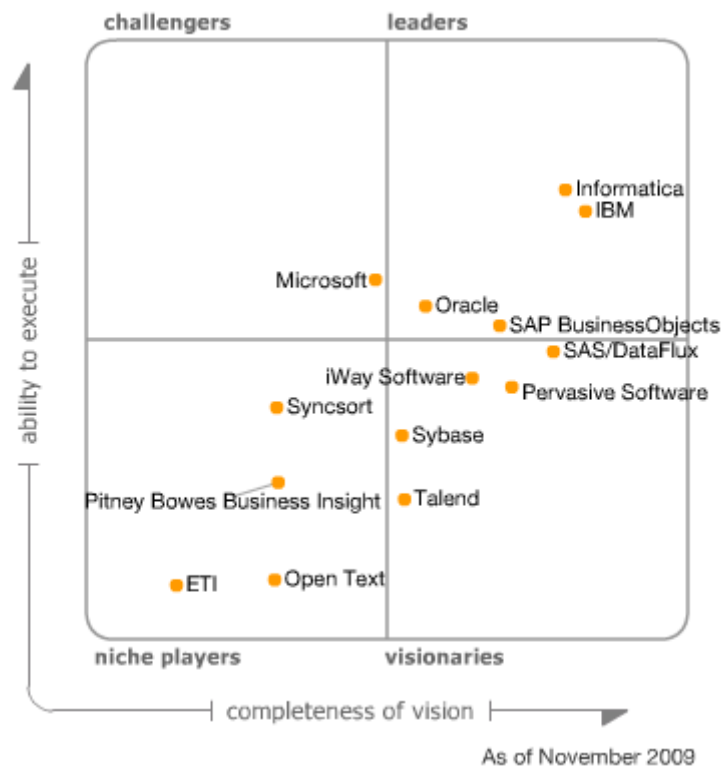 challengers
leaders
Informatica
IBM
Microsoft
Oracle
SAP BusinessObjects
SAS/DataFlux
iWay Software
Pervasive Software
Syncsort
Sybase
Pitney Bowes Business Insight
Talend
ETI
Open Text
niche players
visionaries
ability to execute
completeness of vision
As of November 2009